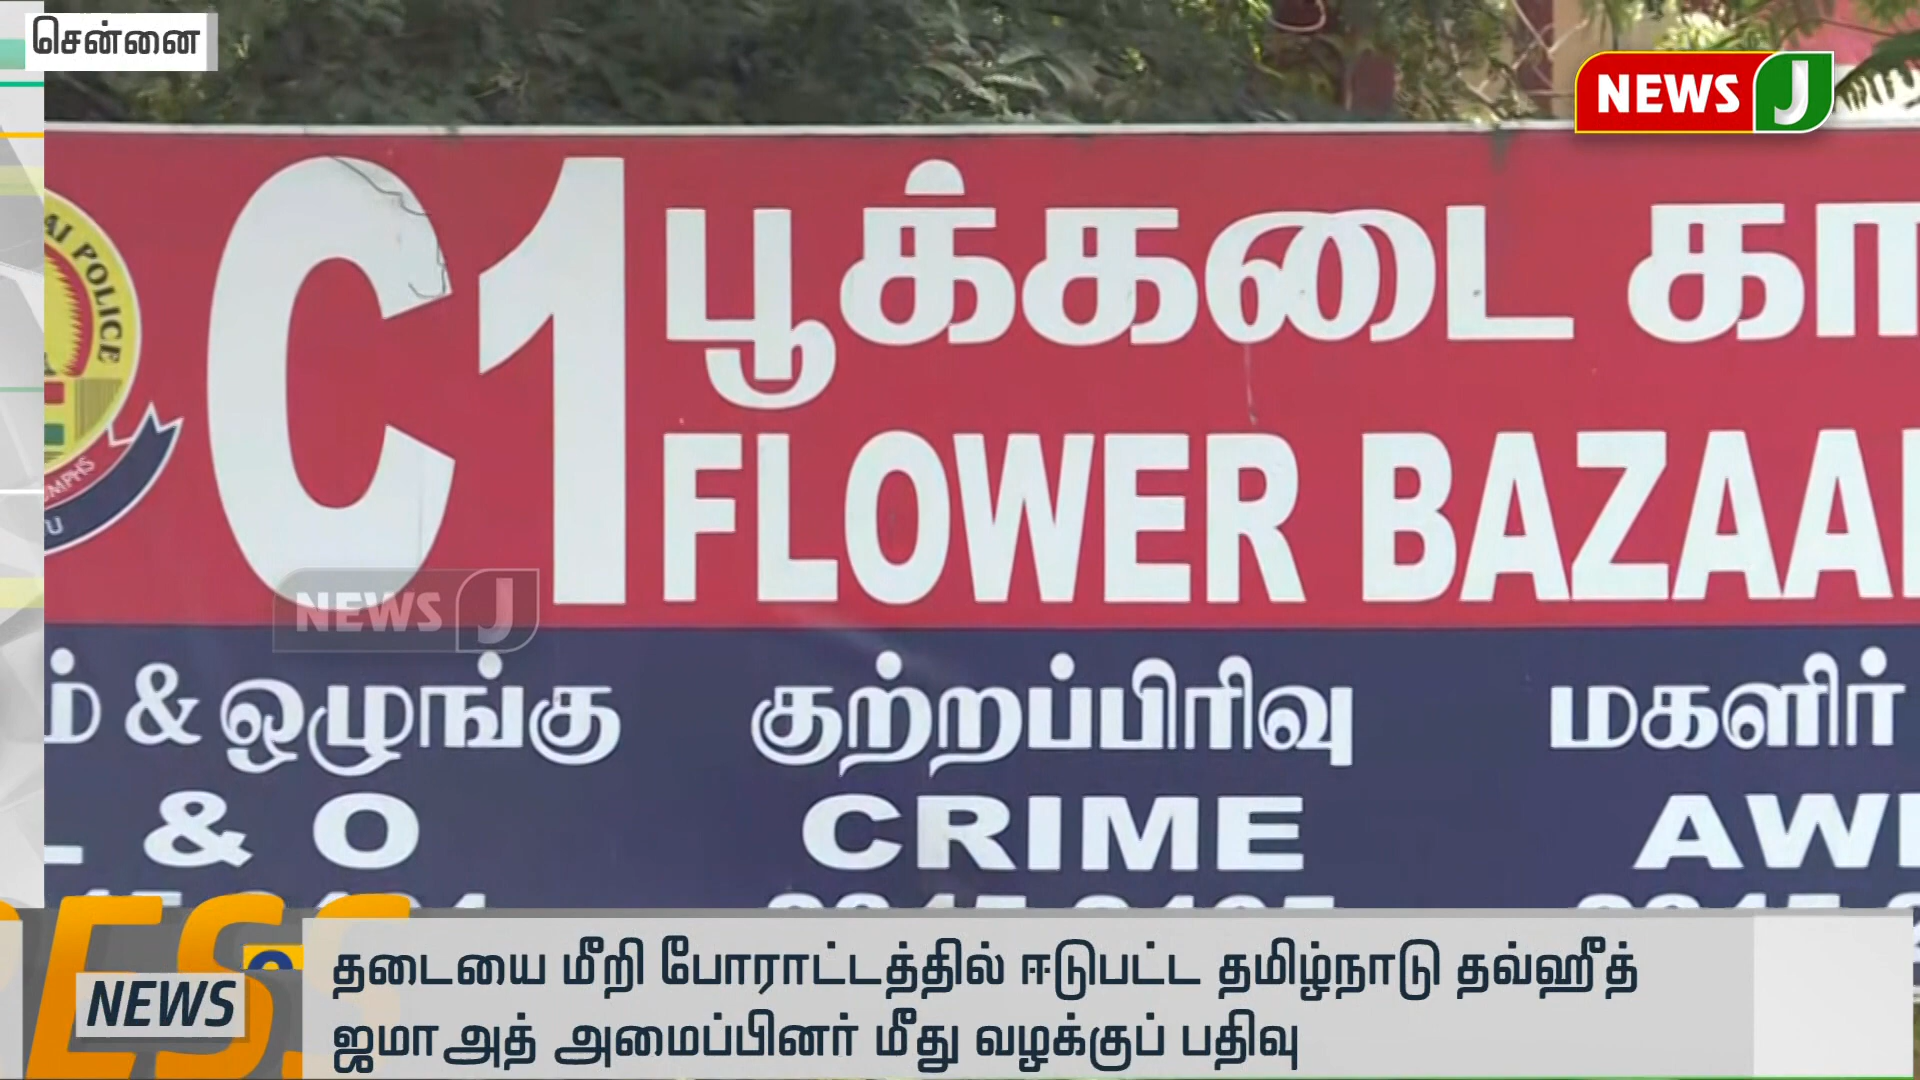 சென்னை
NEWS J
POLICE
C1 பூக்கடை
FLOWER BAZAA
NEWS J
& ஒழுங்கு குற்றப்பிரிவு மகளிர்
& O CRIME
NEWS
தடையை மீறி போராட்டத்தில் ஈடுபட்ட தமிழ்நாடு தவ்ஹீத்
ஜமாஅத் அமைப்பினர் மீது வழக்குப் பதிவு